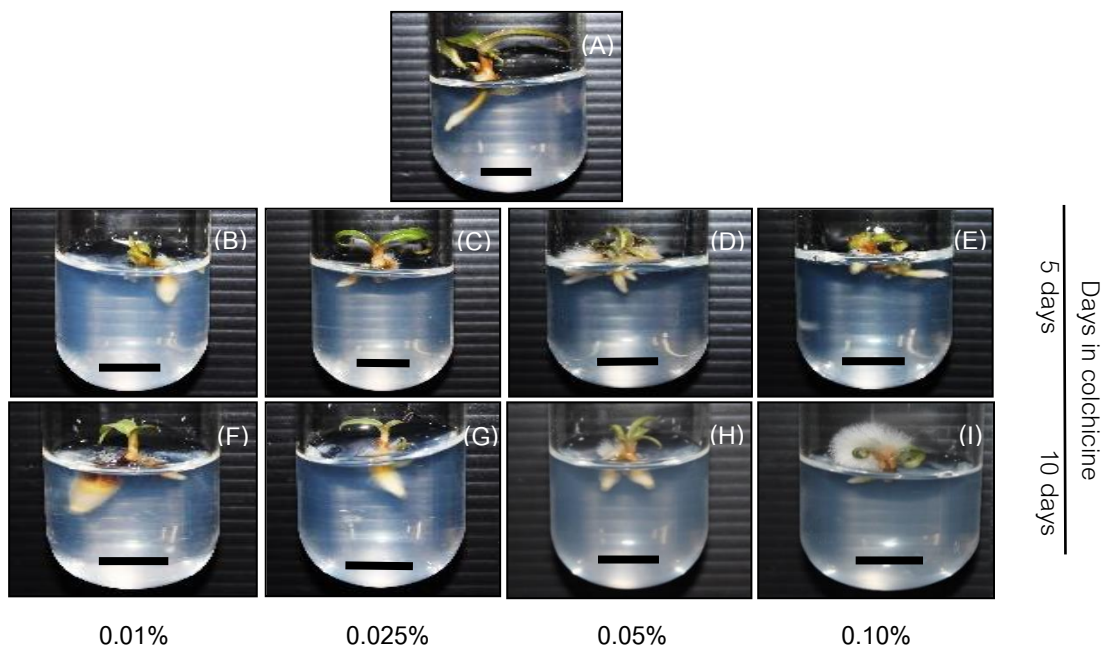 (A)
(B)
(C)
(D)
(E)
5 days
(F)
(G)
(H)
(I)
10 days
Days in colchicine
0.01%
0.025%
0.05%
0.10%